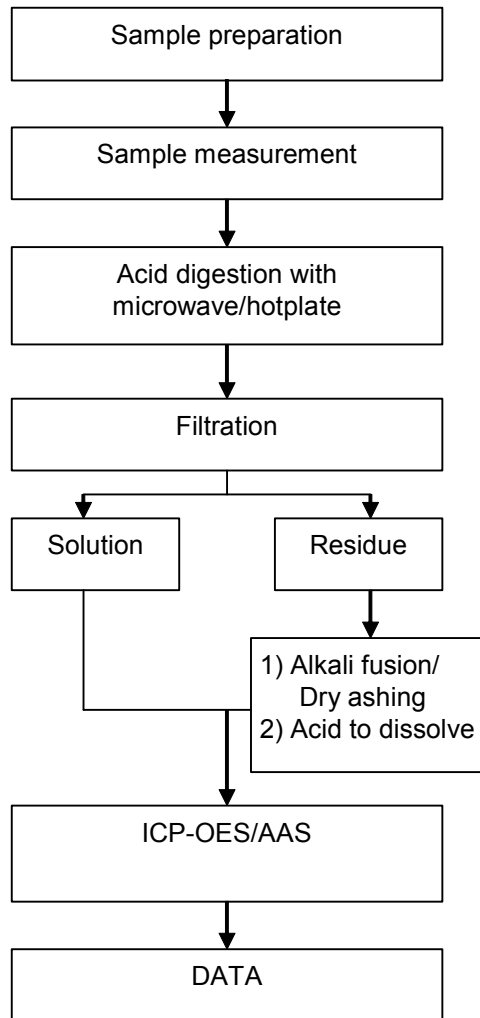 Sample preparation
Sample measurement
Acid digestion with
microwave/hotplate
Filtration
Solution
Residue
1) Alkali fusion/
Dry ashing
2) Acid to dissolve
ICP-OES/AAS
DATA